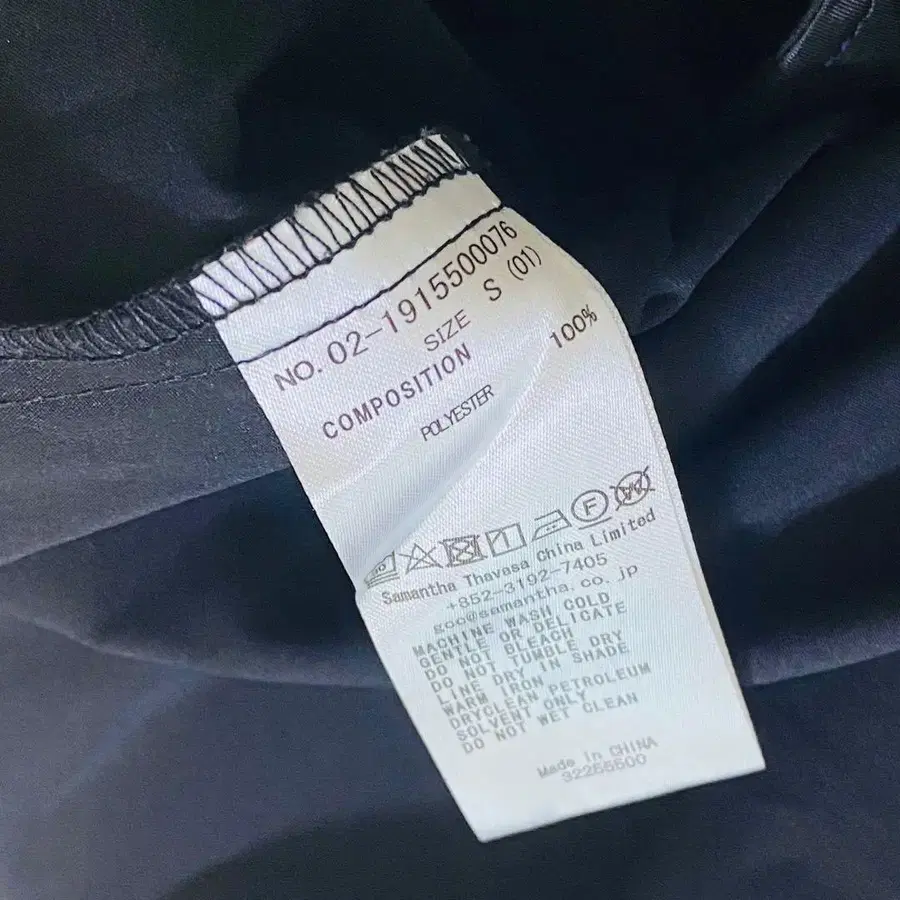 NO. 02-1915500076
SIZE S (01)
COMPOSITION
POLYESTER 100%
Samantha Thavasa China Limited
+852-3192-7405
goo@samantha.co.jp
MACHINE WASH COLD
GENTLE OR DELICATE
DO NOT BLEACH
DO NOT TUMBLE DRY
LINE DRY IN SHADE
WARM IRON
DRYCLEAN PETROLEUM
SOLVENT ONLY
DO NOT WET CLEAN
Made in CHINA
32265600